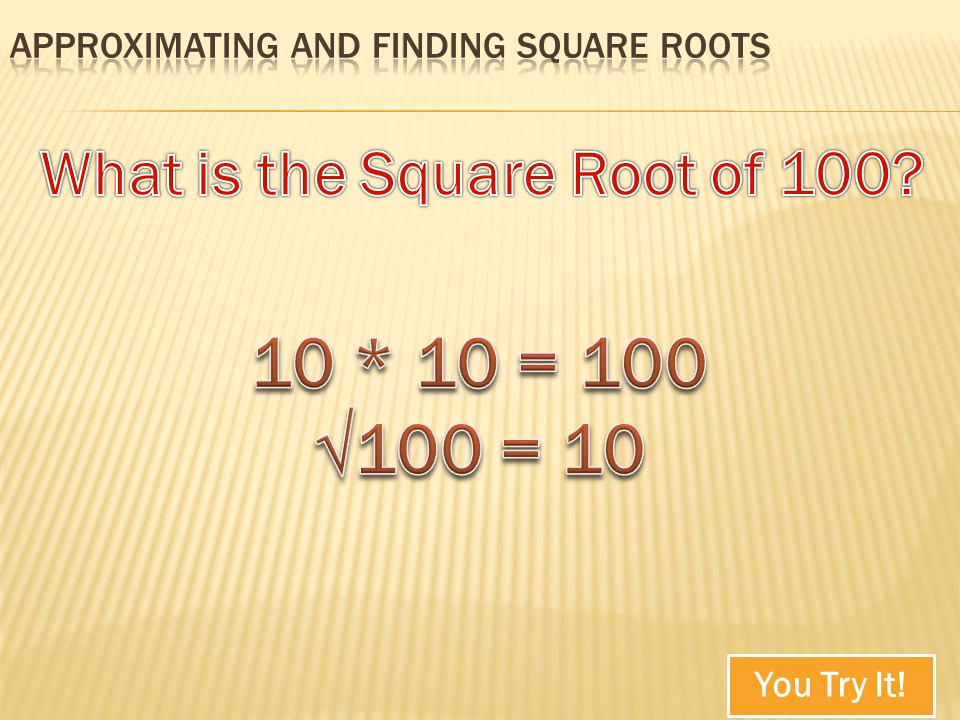 APPROXIMATING AND FINDING SQUARE ROOTS
What is the Square Root of 100?
10 * 10 = 100
√100 = 10
You Try It!